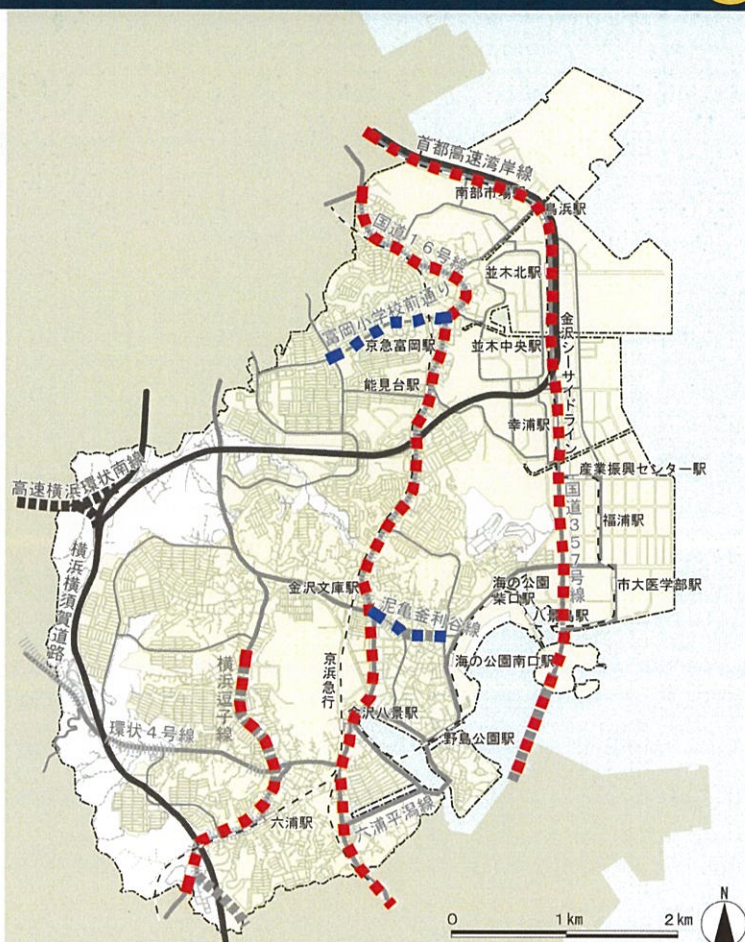 首都高速湾岸線
南部市場
鳥浜駅
国道16号線
並木北駅
富岡小学校前通り
京急富岡駅
並木中央駅
金沢シーサイドライン
能見台駅
幸浦駅
産業振興センター駅
高速横浜環状南線
国道357号線
福浦駅
横浜横須賀道路
金沢文庫駅
海の公園
柴口駅
市大医学部駅
泥亀釜利谷線
八景島駅
横浜逗子線
京浜急行
海の公園南口駅
金沢八景駅
環状4号線
野島公園駅
六浦駅
六浦平潟線
N
0 1km 2km